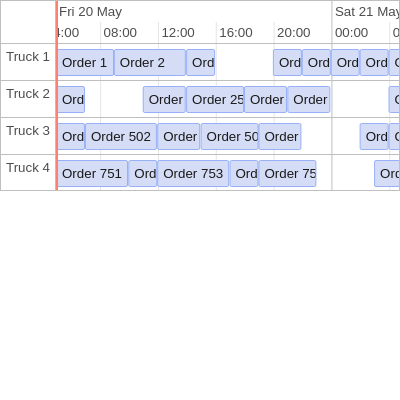 Fri 20 May Sat 21 May
4:00 08:00 12:00 16:00 20:00 00:00
Truck 1 Order 1 Order 2 Ord Ord Ord Ord Ord
Truck 2 Ord Order Order 25 Order Order
Truck 3 Ord Order 502 Order Order 50 Order Ord
Truck 4 Order 751 Ord Order 753 Ord Order 75 Ord